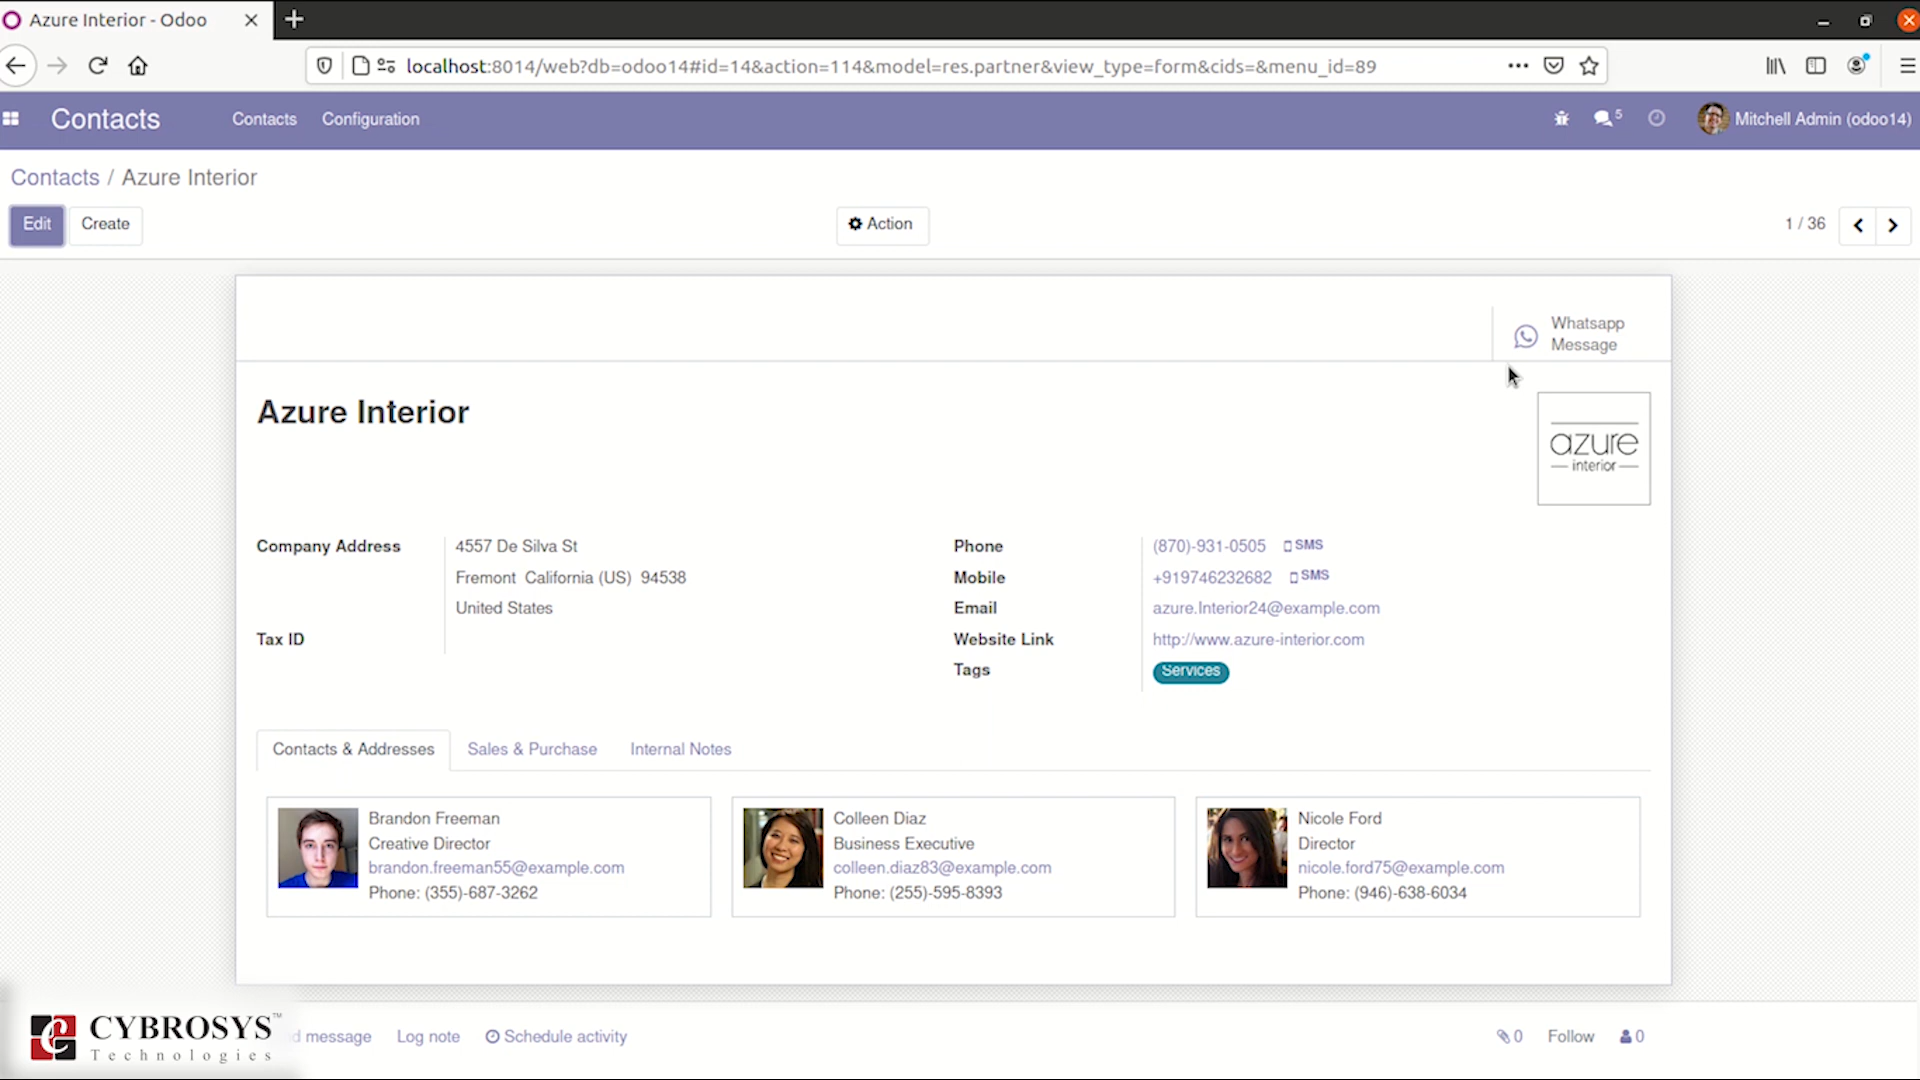 Azure Interior - Odoo
localhost:8014/web?db=odoo14#id=14&action=114&model=res.partner&view_type=form&cids=&menu_id=89
Contacts
Contacts
Configuration
5
Mitchell Admin (odoo14)
Contacts / Azure Interior
Edit
Create
Action
1 / 36
Whatsapp
Message
Azure Interior
azure
interior
Company Address
4557 De Silva St
Fremont California (US) 94538
United States
Tax ID
Phone
(870)-931-0505
SMS
Mobile
+919746232682
SMS
Email
azure.Interior24@example.com
Website Link
http://www.azure-interior.com
Tags
Services
Contacts & Addresses
Sales & Purchase
Internal Notes
Brandon Freeman
Creative Director
brandon.freeman55@example.com
Phone: (355)-687-3262
Colleen Diaz
Business Executive
colleen.diaz83@example.com
Phone: (255)-595-8393
Nicole Ford
Director
nicole.ford75@example.com
Phone: (946)-638-6034
CYBROSYS™
Technologies
d message
Log note
Schedule activity
0
Follow
0